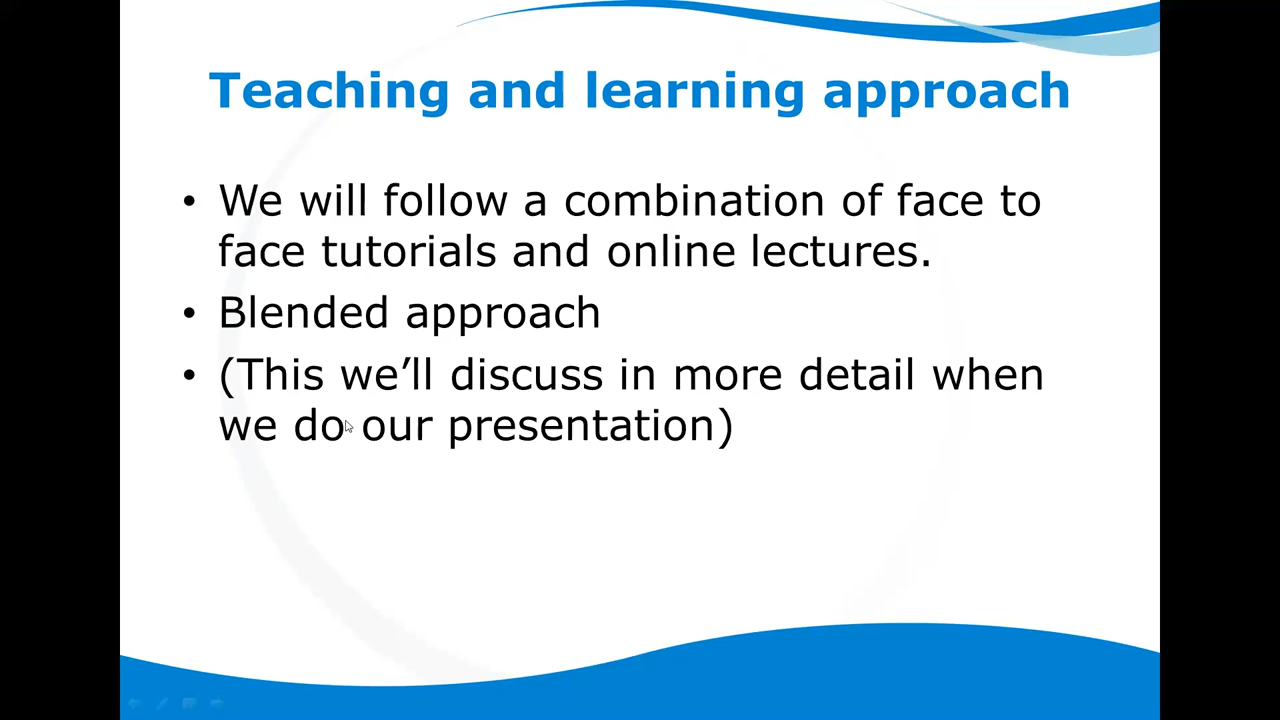 Teaching and learning approach
• We will follow a combination of face to
face tutorials and online lectures.
• Blended approach
• (This we’ll discuss in more detail when
we do our presentation)